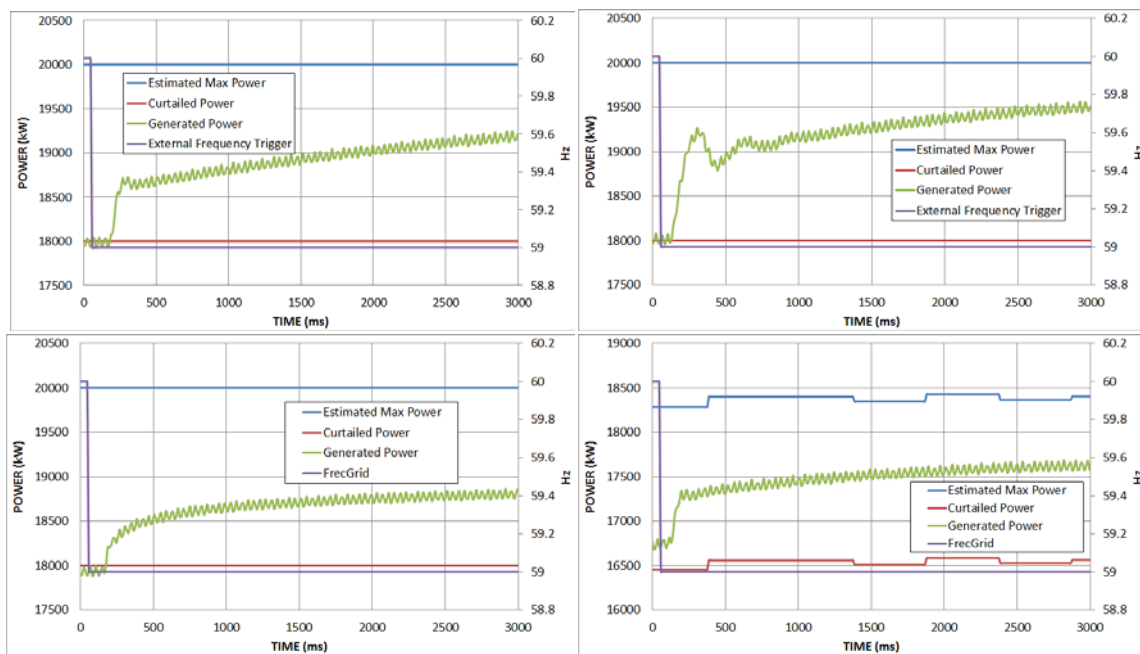 20500
20000
19500
19000
18500
18000
17500
POWER (kW)
Estimated Max Power
Curtailed Power
Generated Power
External Frequency Trigger
60.2
60
59.8
59.6
59.4
59.2
59
58.8
Hz
0 500 1000 1500 2000 2500 3000
TIME (ms)
20500
20000
19500
19000
18500
18000
17500
POWER (kW)
Estimated Max Power
Curtailed Power
Generated Power
External Frequency Trigger
60.2
60
59.8
59.6
59.4
59.2
59
58.8
Hz
0 500 1000 1500 2000 2500 3000
TIME (ms)
20500
20000
19500
19000
18500
18000
17500
POWER (kW)
Estimated Max Power
Curtailed Power
Generated Power
FrecGrid
60.2
60
59.8
59.6
59.4
59.2
59
58.8
Hz
0 500 1000 1500 2000 2500 3000
TIME (ms)
19000
18500
18000
17500
17000
16500
16000
POWER (kW)
Estimated Max Power
Curtailed Power
Generated Power
FrecGrid
60.2
60
59.8
59.6
59.4
59.2
59
58.8
Hz
0 500 1000 1500 2000 2500 3000
TIME (ms)